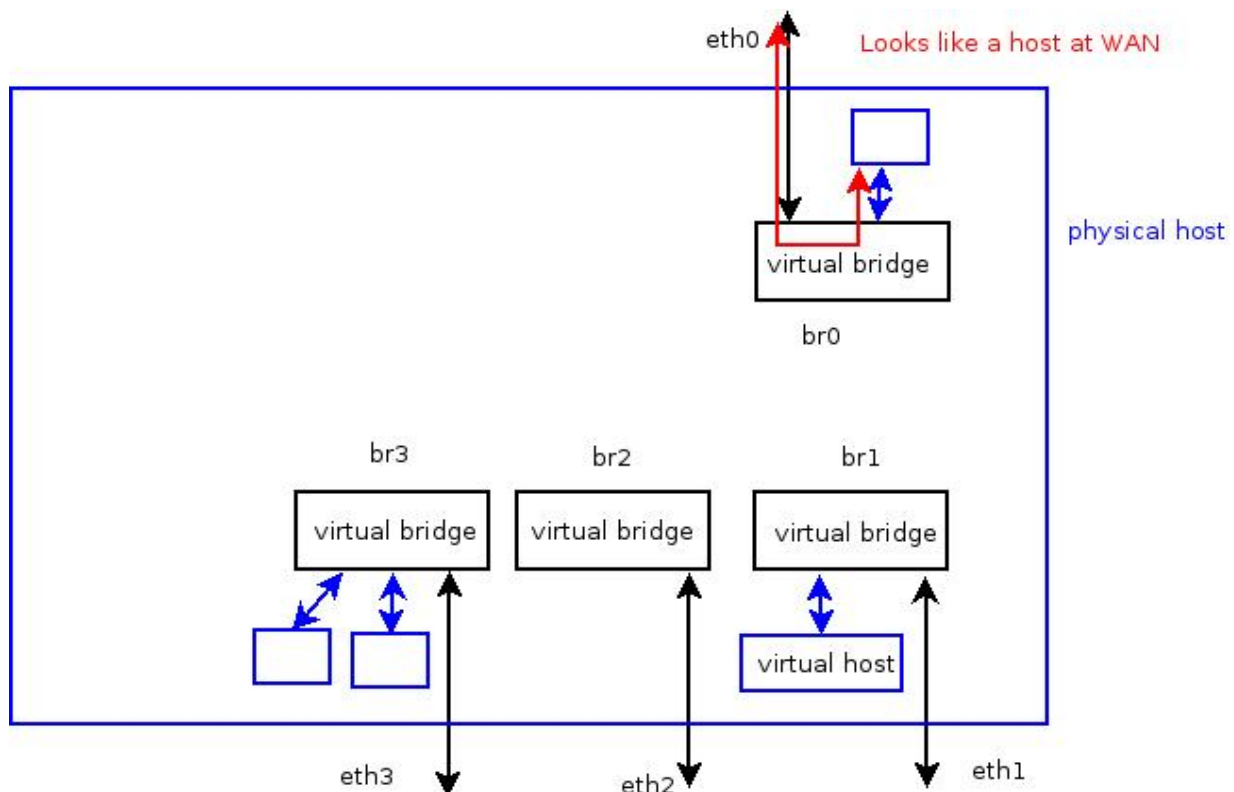 eth0
Looks like a host at WAN
physical host
virtual bridge
br0
br3
br2
br1
virtual bridge
virtual bridge
virtual bridge
virtual host
eth3
eth2
eth1